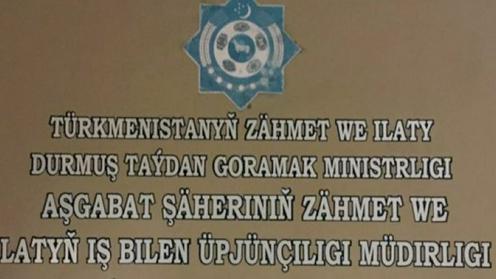 TÜRKMENISTANYŇ ZÄHMET WE ILATY
DURMUŞ TAÝDAN GORAMAK MINISTRLIGI
AŞGABAT ŞÄHERINIŇ ZÄHMET WE
LATYŇ IŞ BILEN ÜPJÜNÇILIGI MÜDIRLIGI